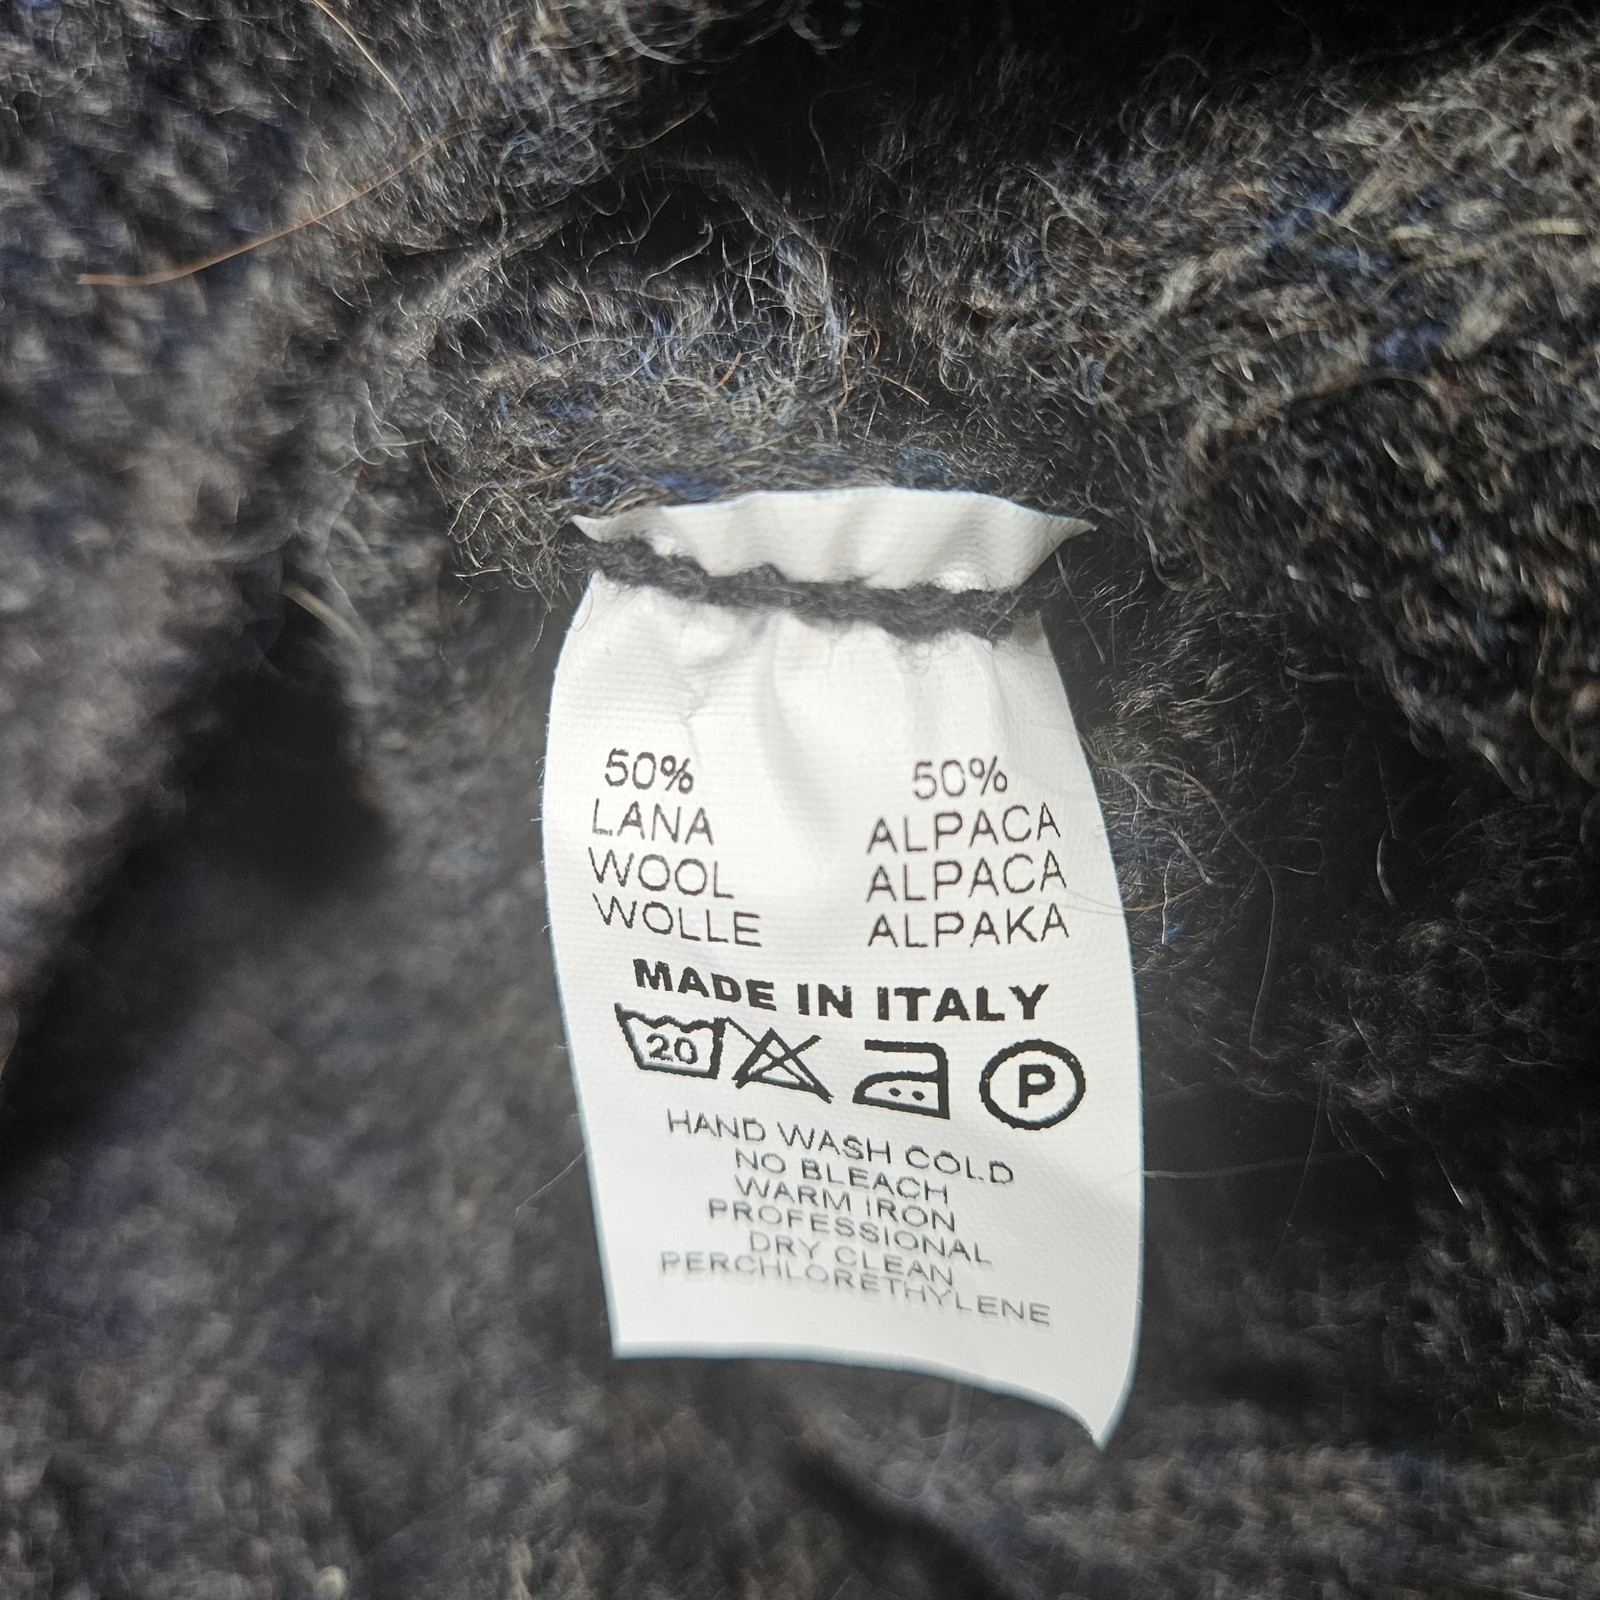 50% 50%
LANA ALPACA
WOOL ALPACA
WOLLE ALPAKA
MADE IN ITALY
20 P
HAND WASH COLD
NO BLEACH
WARM IRON
PROFESSIONAL
DRY CLEAN
PERCHLORETHYLENE